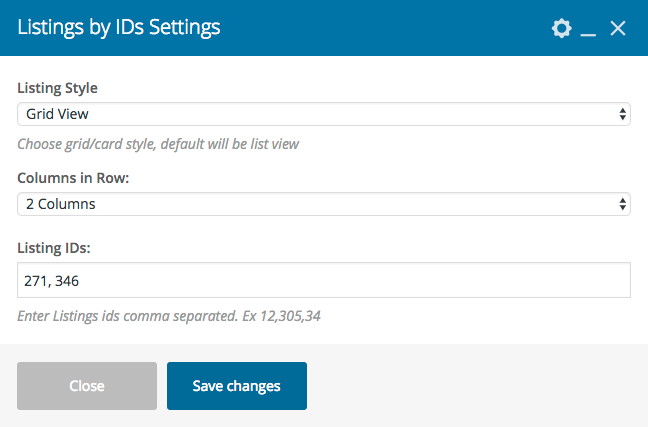 Listings by IDs Settings
Listing Style
Grid View
Choose grid/card style, default will be list view
Columns in Row:
2 Columns
Listing IDs:
271, 346
Enter Listings ids comma separated. Ex 12,305,34
Close
Save changes